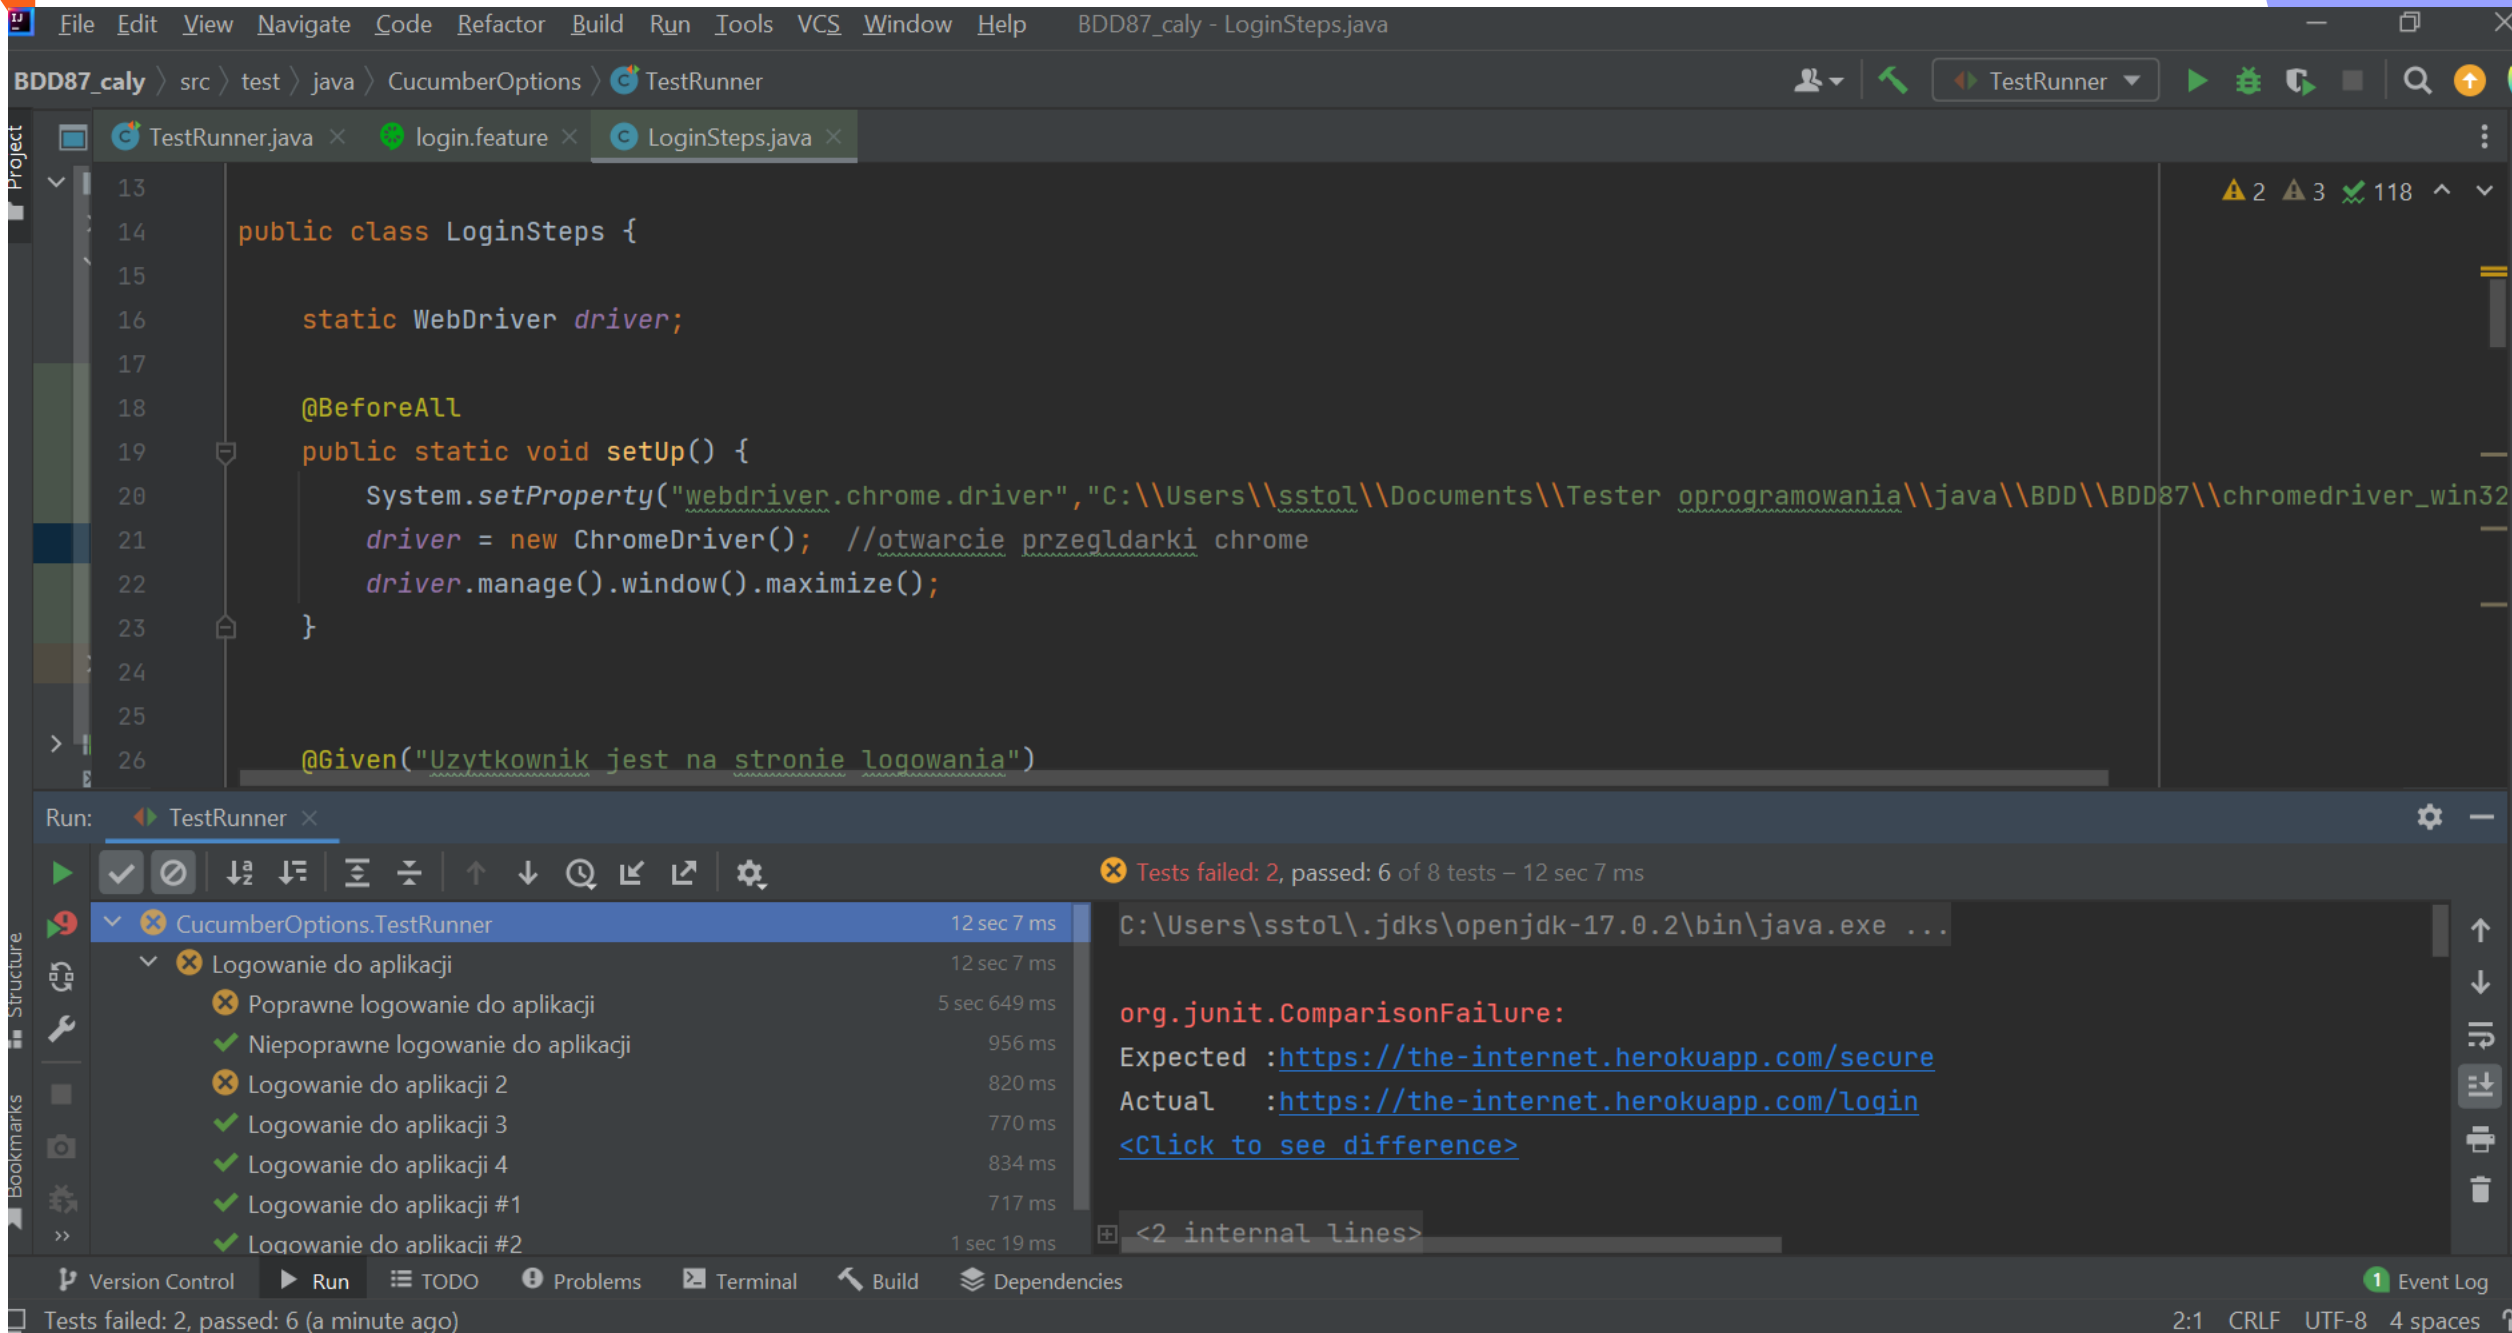 File Edit View Navigate Code Refactor Build Run Tools VCS Window Help BDD87_caly - LoginSteps.java
BDD87_caly src test java CucumberOptions TestRunner TestRunner
TestRunner.java login.feature LoginSteps.java
Project
13 2 3 118
14 public class LoginSteps {
15
16 static WebDriver driver;
17
18 @BeforeAll
19 public static void setUp() {
20 System.setProperty("webdriver.chrome.driver","C:\\Users\\sstol\\Documents\\Tester oprogramowania\\java\\BDD\\BDD87\\chromedriver_win32
21 driver = new ChromeDriver(); //otwarcie przegldarki chrome
22 driver.manage().window().maximize();
23 }
24
25
26 @Given("Uzytkownik jest na stronie logowania")
Run: TestRunner
Tests failed: 2, passed: 6 of 8 tests – 12 sec 7 ms
CucumberOptions.TestRunner 12 sec 7 ms
Logowanie do aplikacji 12 sec 7 ms
Poprawne logowanie do aplikacji 5 sec 649 ms
Niepoprawne logowanie do aplikacji 956 ms
Logowanie do aplikacji 2 820 ms
Logowanie do aplikacji 3 770 ms
Logowanie do aplikacji 4 834 ms
Logowanie do aplikacji #1 717 ms
Logowanie do aplikacji #2 1 sec 19 ms
C:\Users\sstol\.jdks\openjdk-17.0.2\bin\java.exe ...
org.junit.ComparisonFailure:
Expected :https://the-internet.herokuapp.com/secure
Actual :https://the-internet.herokuapp.com/login
<Click to see difference>
<2 internal lines>
Structure
Bookmarks
Version Control Run TODO Problems Terminal Build Dependencies 1 Event Log
Tests failed: 2, passed: 6 (a minute ago) 2:1 CRLF UTF-8 4 spaces